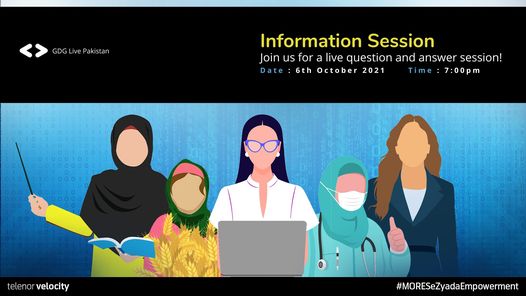 GDG Live Pakistan
Information Session
Join us for a live question and answer session!
Date : 6th October 2021 Time : 7:00pm
telenor velocity
#MORESeZyadaEmpowerment